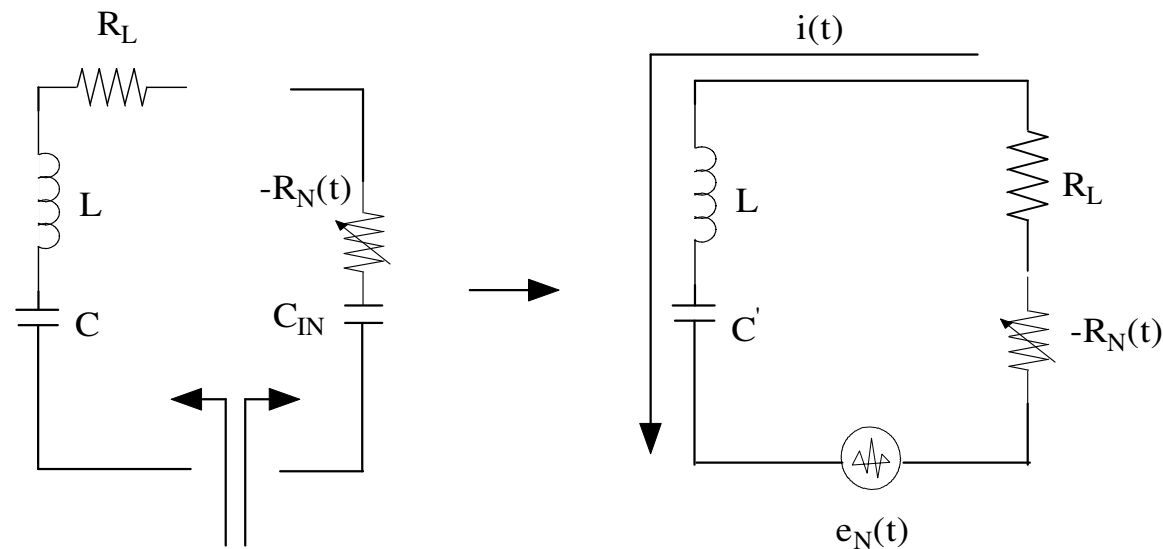 R_L
L
C
-R_N(t)
C_IN
i(t)
L
C'
R_L
-R_N(t)
e_N(t)